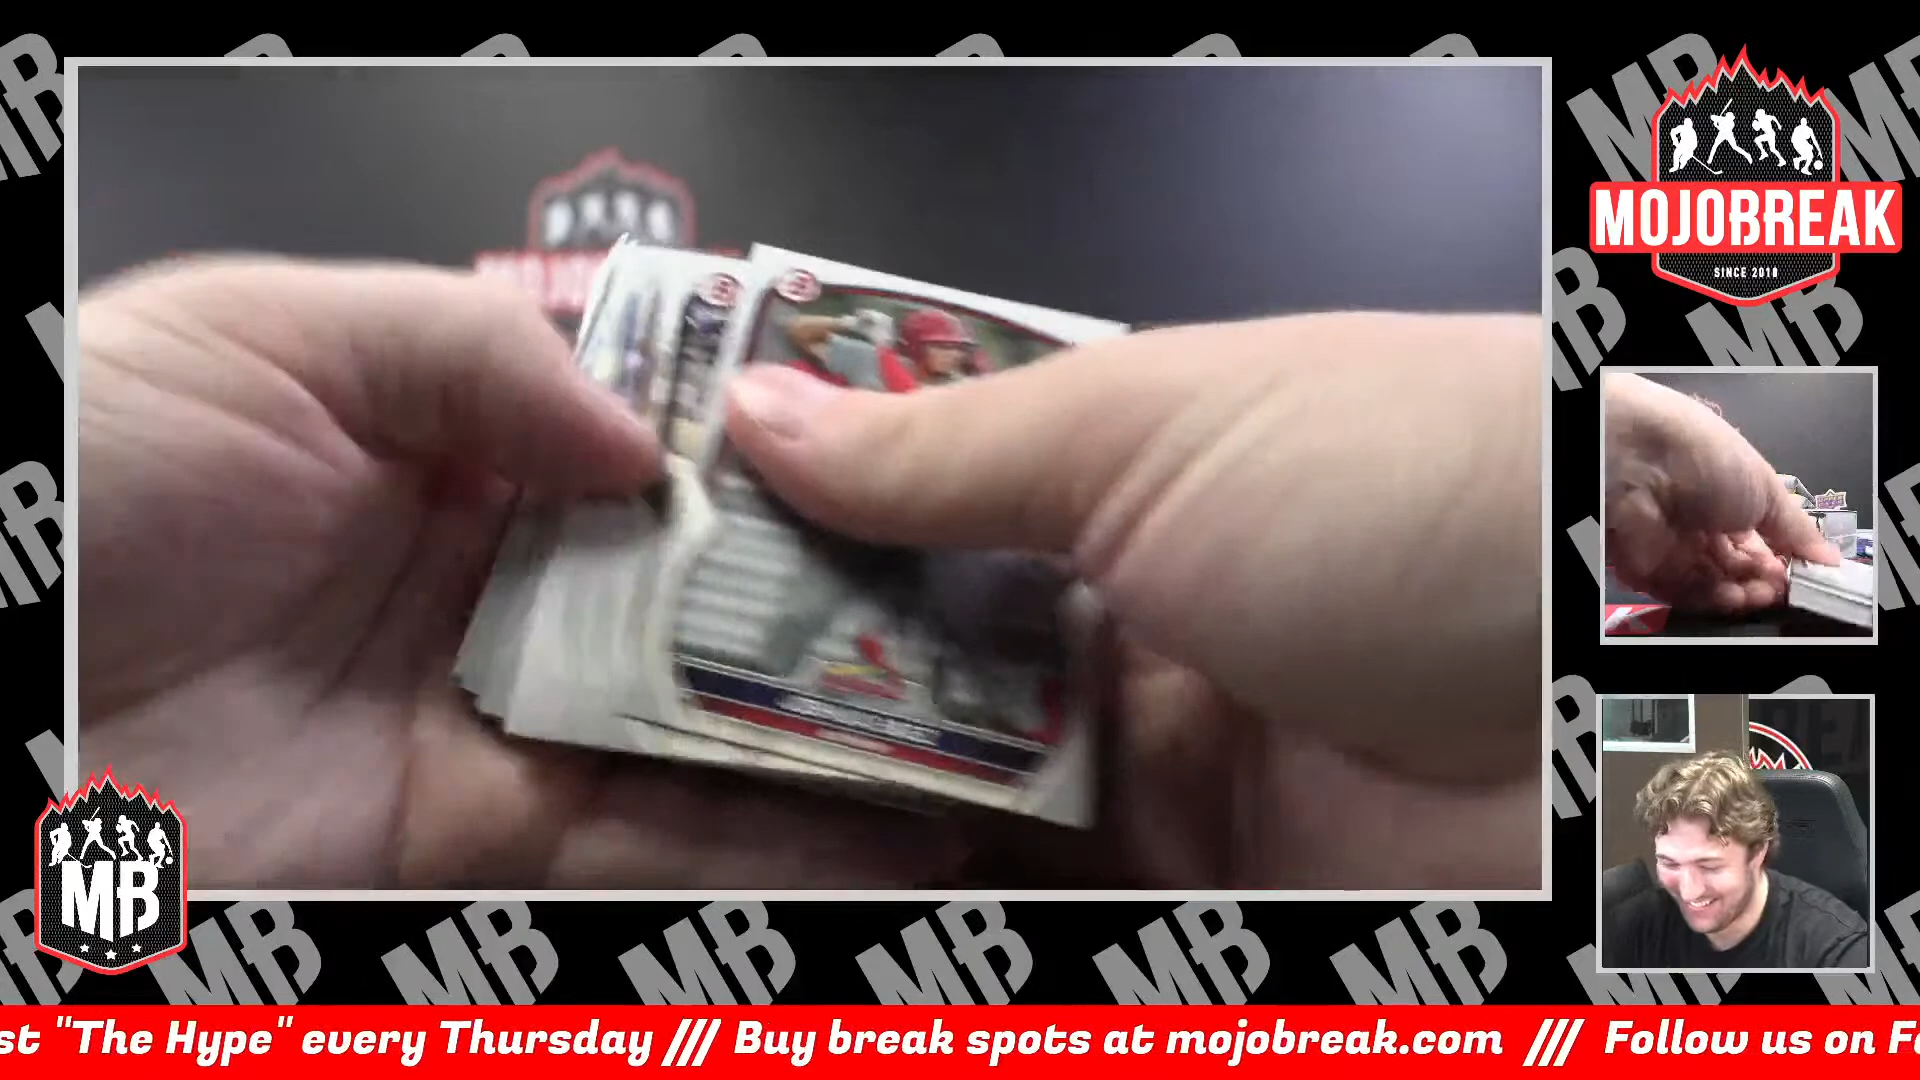 MOJOBREAK
SINCE 2018
MB
st "The Hype" every Thursday /// Buy break spots at mojobreak.com /// Follow us on F